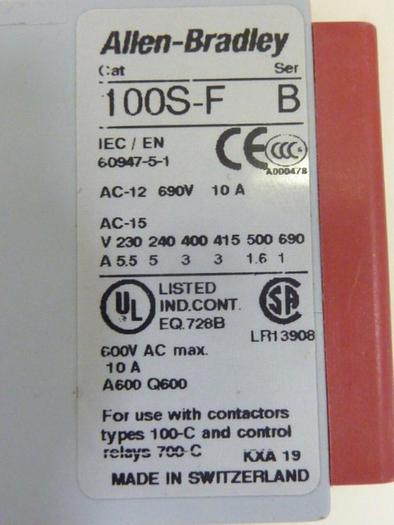 Allen-Bradley
Cat Ser
100S-F B
IEC / EN
60947-5-1
CE CCC
A000478
AC-12 690V 10 A
AC-15
V 230 240 400 415 500 690
A 5.5 5 3 3 1.6 1
UL LISTED
IND.CONT.
EQ.728B
SA
LR13908
600V AC max.
10 A
A600 Q600
For use with contactors
types 100-C and control
relays 700-C KXA 19
MADE IN SWITZERLAND